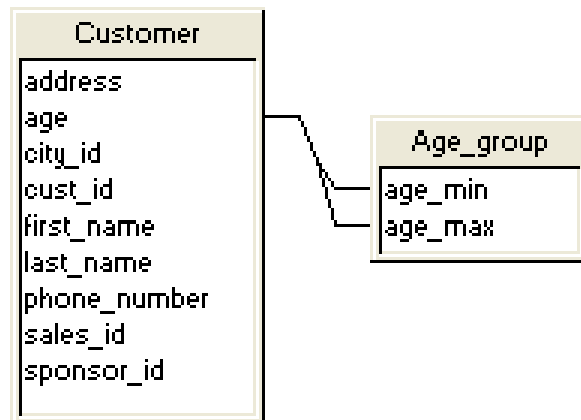 Customer
address
age
city_id
cust_id
first_name
last_name
phone_number
sales_id
sponsor_id
Age_group
age_min
age_max